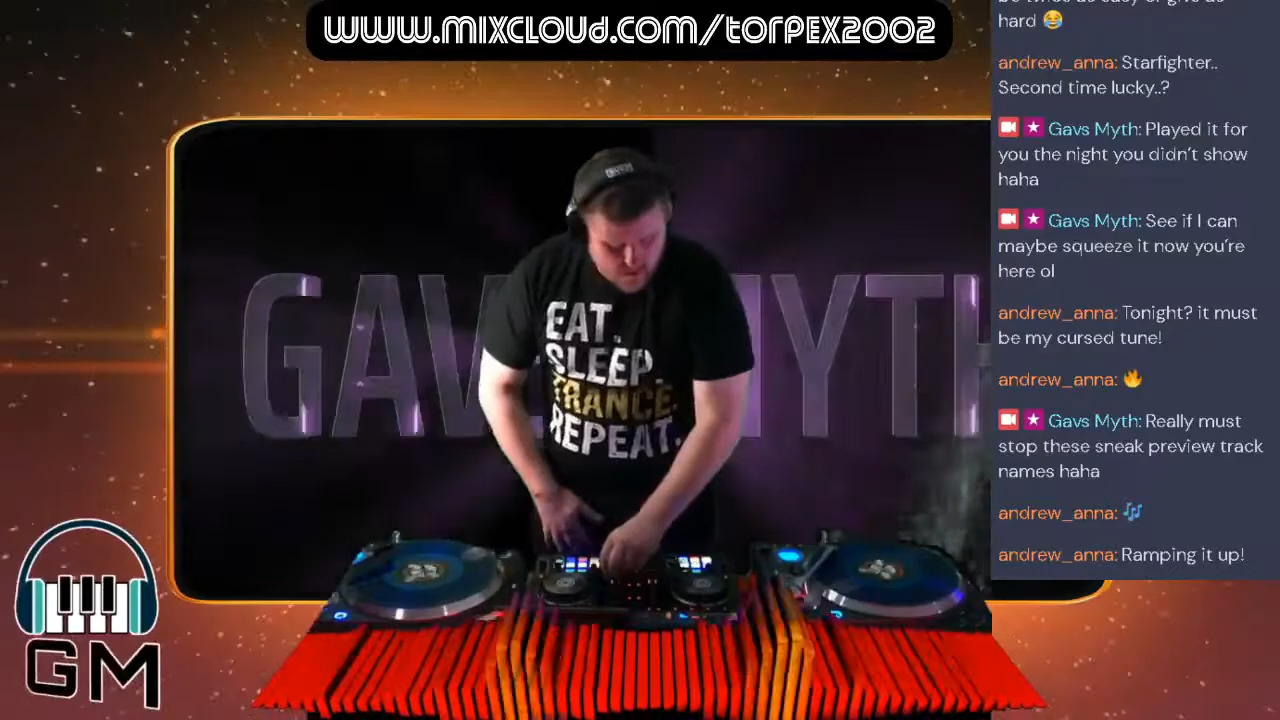 www.mixcloud.com/torpex2002
hard 😂
andrew_anna: Starfighter..
Second time lucky..?
Gavs Myth: Played it for
you the night you didn't show
haha
Gavs Myth: See if I can
maybe squeeze it now you're
here ol
andrew_anna: Tonight? it must
be my cursed tune!
andrew_anna: 🔥
Gavs Myth: Really must
stop these sneak preview track
names haha
andrew_anna: 🎶
andrew_anna: Ramping it up!
EAT.
SLEEP.
TRANCE.
REPEAT.
GM